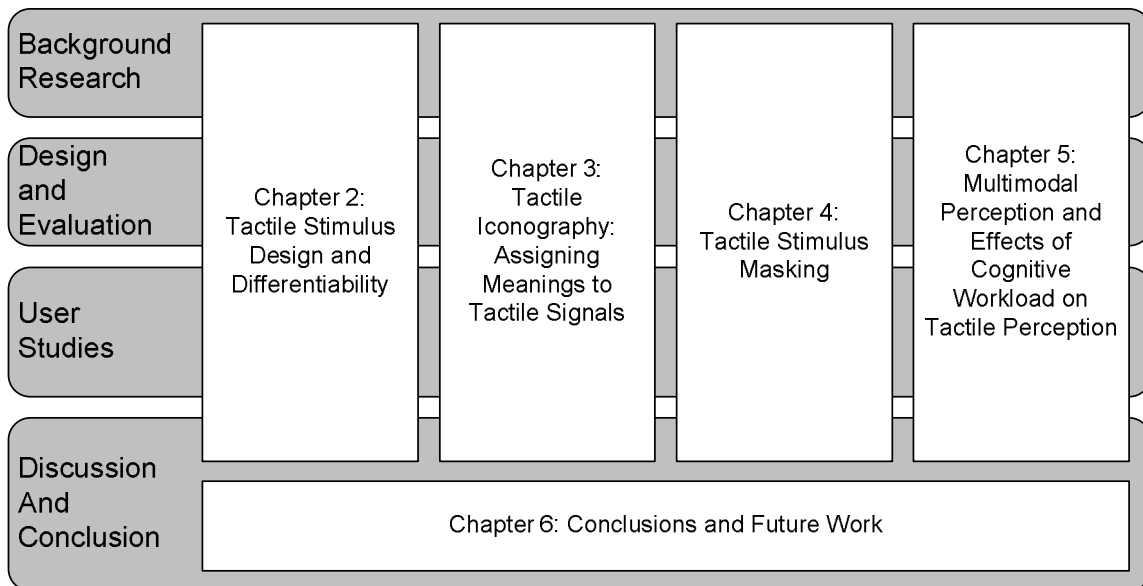 Background
Research
Design
and
Evaluation
User
Studies
Discussion
And
Conclusion
Chapter 2:
Tactile Stimulus
Design and
Differentiability
Chapter 3:
Tactile
Iconography:
Assigning
Meanings to
Tactile Signals
Chapter 4:
Tactile Stimulus
Masking
Chapter 5:
Multimodal
Perception and
Effects of
Cognitive
Workload on
Tactile Perception
Chapter 6: Conclusions and Future Work